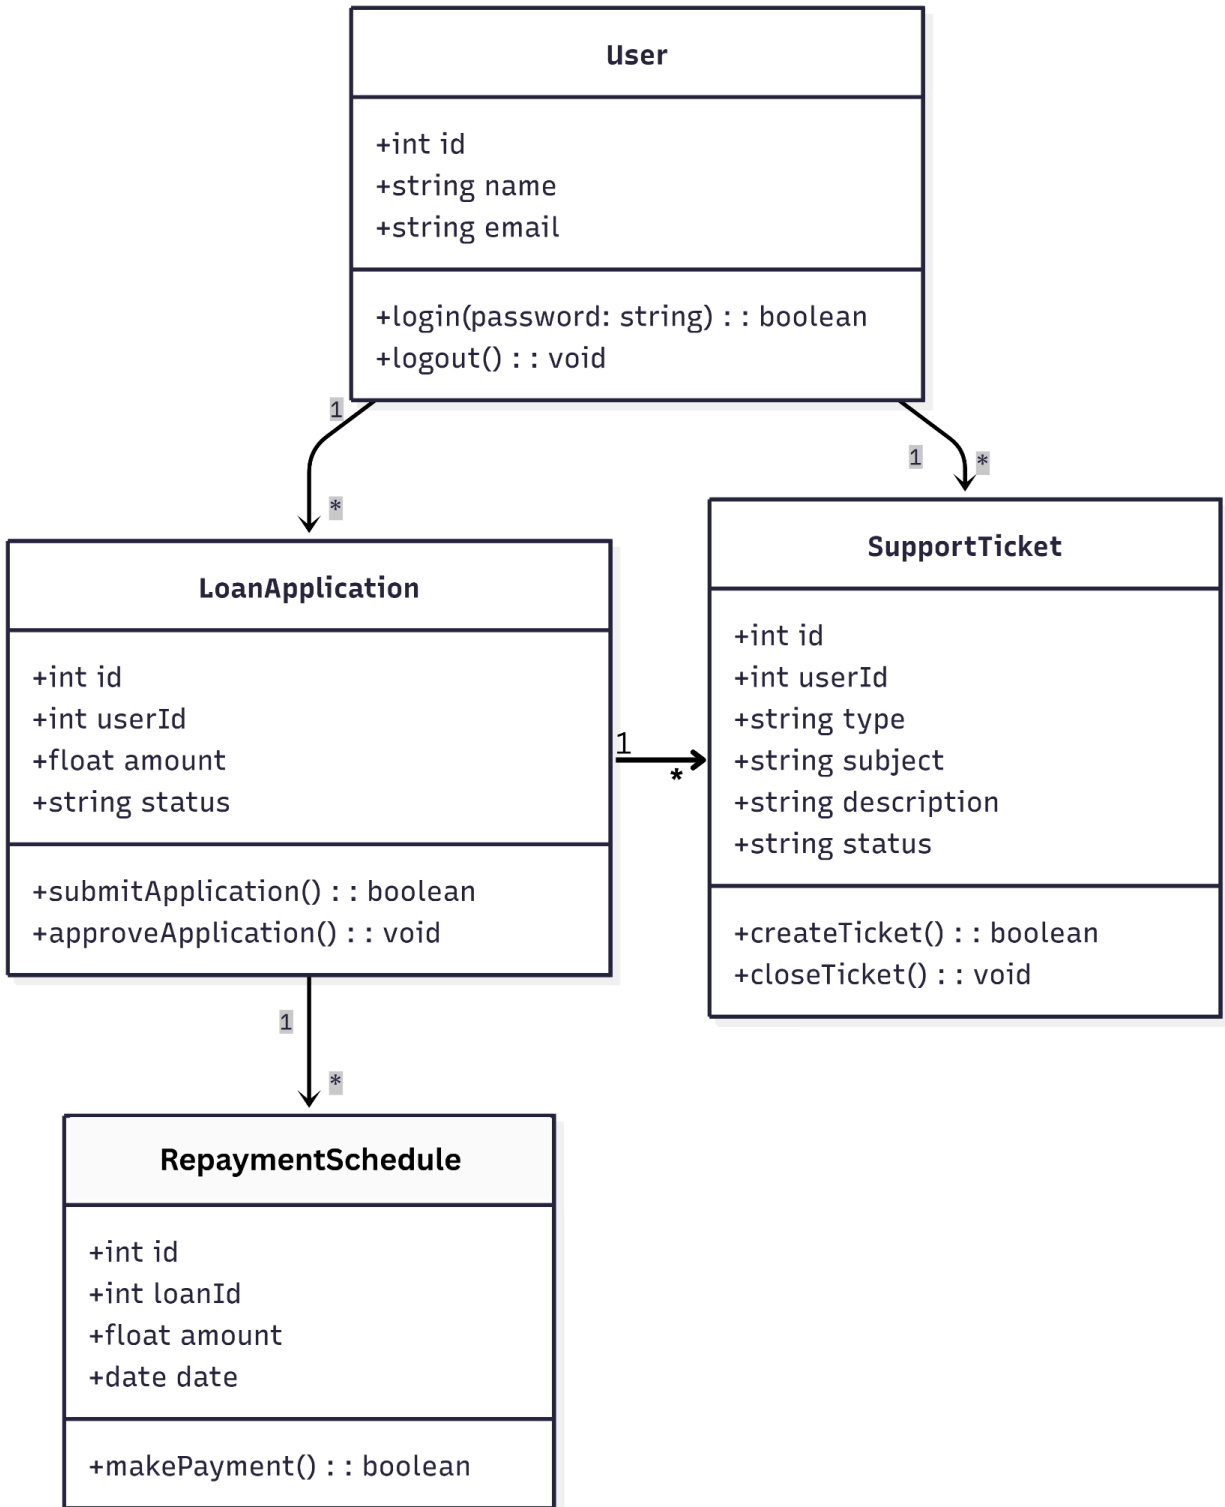 User
+int id
+string name
+string email
+login(password: string) : : boolean
+logout() : : void
1
*
1
*
LoanApplication
+int id
+int userId
+float amount
+string status
+submitApplication() : : boolean
+approveApplication() : : void
1
*
SupportTicket
+int id
+int userId
+string type
+string subject
+string description
+string status
+createTicket() : : boolean
+closeTicket() : : void
1
*
RepaymentSchedule
+int id
+int loanId
+float amount
+date date
+makePayment() : : boolean